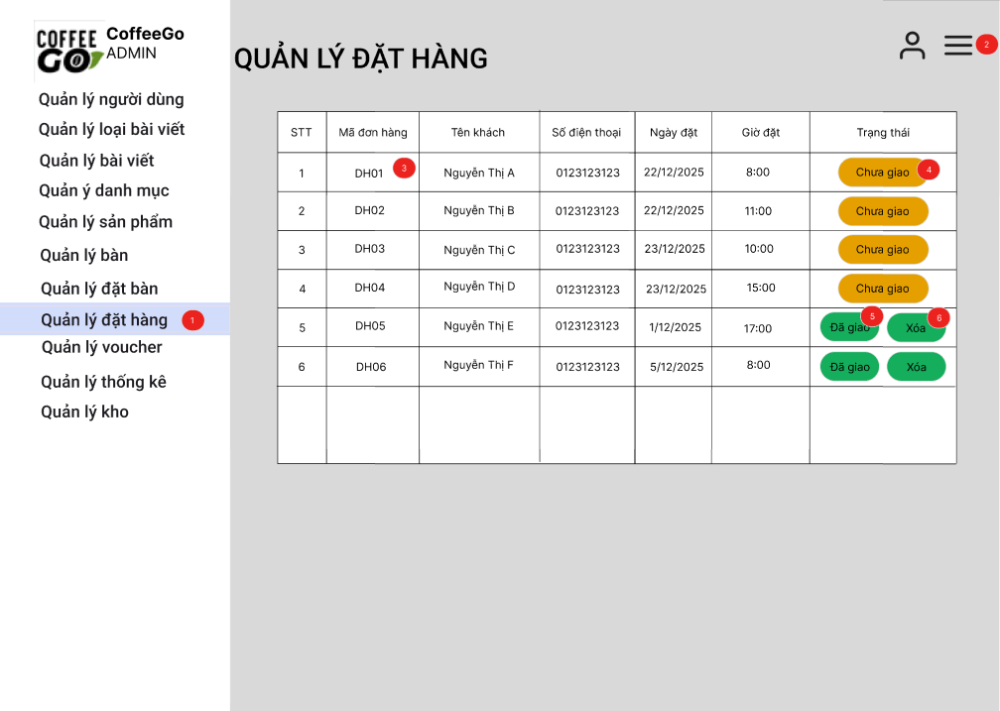 COFFEE
GO
CoffeeGo
ADMIN
Quản lý người dùng
Quản lý loại bài viết
Quản lý bài viết
Quản ý danh mục
Quản lý sản phẩm
Quản lý bàn
Quản lý đặt bàn
Quản lý đặt hàng 1
Quản lý voucher
Quản lý thống kê
Quản lý kho
QUẢN LÝ ĐẶT HÀNG
2
STT Mã đơn hàng Tên khách Số điện thoại Ngày đặt Giờ đặt Trạng thái
1 DH01 3 Nguyễn Thị A 0123123123 22/12/2025 8:00 Chưa giao 4
2 DH02 Nguyễn Thị B 0123123123 22/12/2025 11:00 Chưa giao
3 DH03 Nguyễn Thị C 0123123123 23/12/2025 10:00 Chưa giao
4 DH04 Nguyễn Thị D 0123123123 23/12/2025 15:00 Chưa giao
5 DH05 Nguyễn Thị E 0123123123 1/12/2025 17:00 Đã giao 5 Xóa 6
6 DH06 Nguyễn Thị F 0123123123 5/12/2025 8:00 Đã giao Xóa